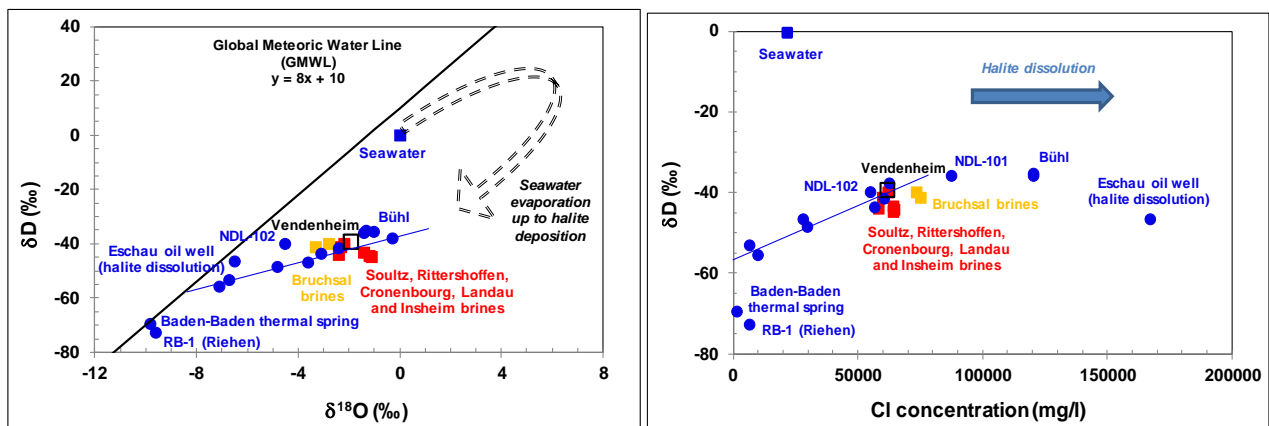 40
20
0
-20
-40
-60
-80
δD (‰)
Global Meteoric Water Line
(GMWL)
y = 8x + 10
Seawater
Seawater
evaporation
up to halite
deposition
Vendenheim
Bühl
NDL-102
Eschau oil well
(halite dissolution)
Bruchsal
brines
Soultz, Rittershoffen,
Cronenbourg, Landau
and Insheim brines
Baden-Baden thermal spring
RB-1 (Riehen)
-12 -8 -4 0 4 8
δ¹⁸O (‰)
0
-20
-40
-60
-80
δD (‰)
Seawater
Halite dissolution
Vendenheim
NDL-101
Bühl
NDL-102
Eschau oil well
(halite dissolution)
Bruchsal brines
Soultz, Rittershoffen,
Cronenbourg, Landau
and Insheim brines
Baden-Baden
thermal spring
RB-1 (Riehen)
0 50000 100000 150000 200000
Cl concentration (mg/l)